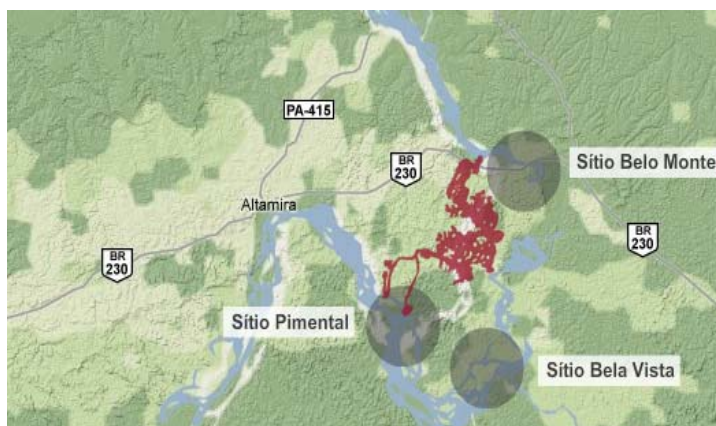 PA-415
Sítio Belo Monte
BR
230
Altamira
BR
230
BR
230
Sítio Pimental
Sítio Bela Vista